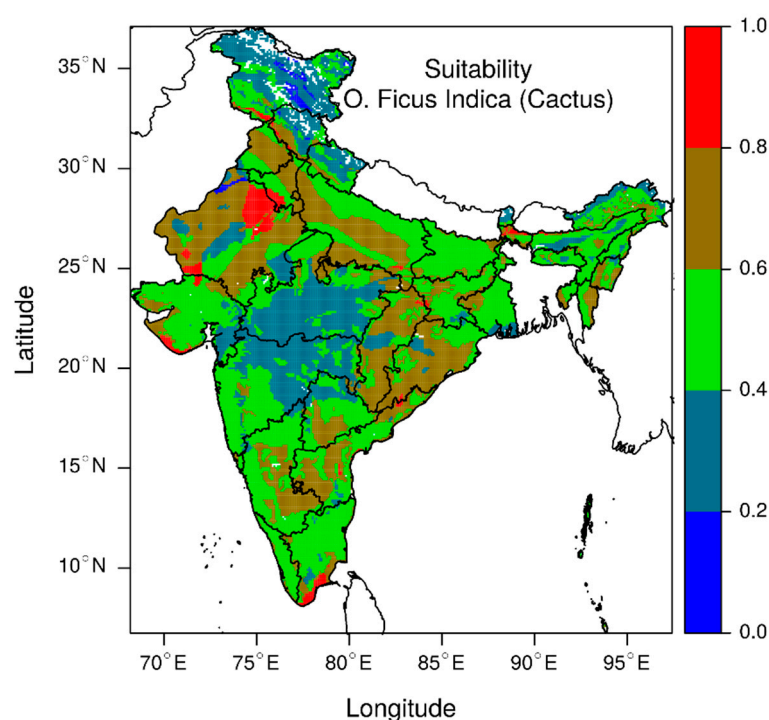 Suitability
O. Ficus Indica (Cactus)
35°N
30°N
25°N
20°N
15°N
10°N
Latitude
70°E 75°E 80°E 85°E 90°E 95°E
Longitude
1.0
0.8
0.6
0.4
0.2
0.0